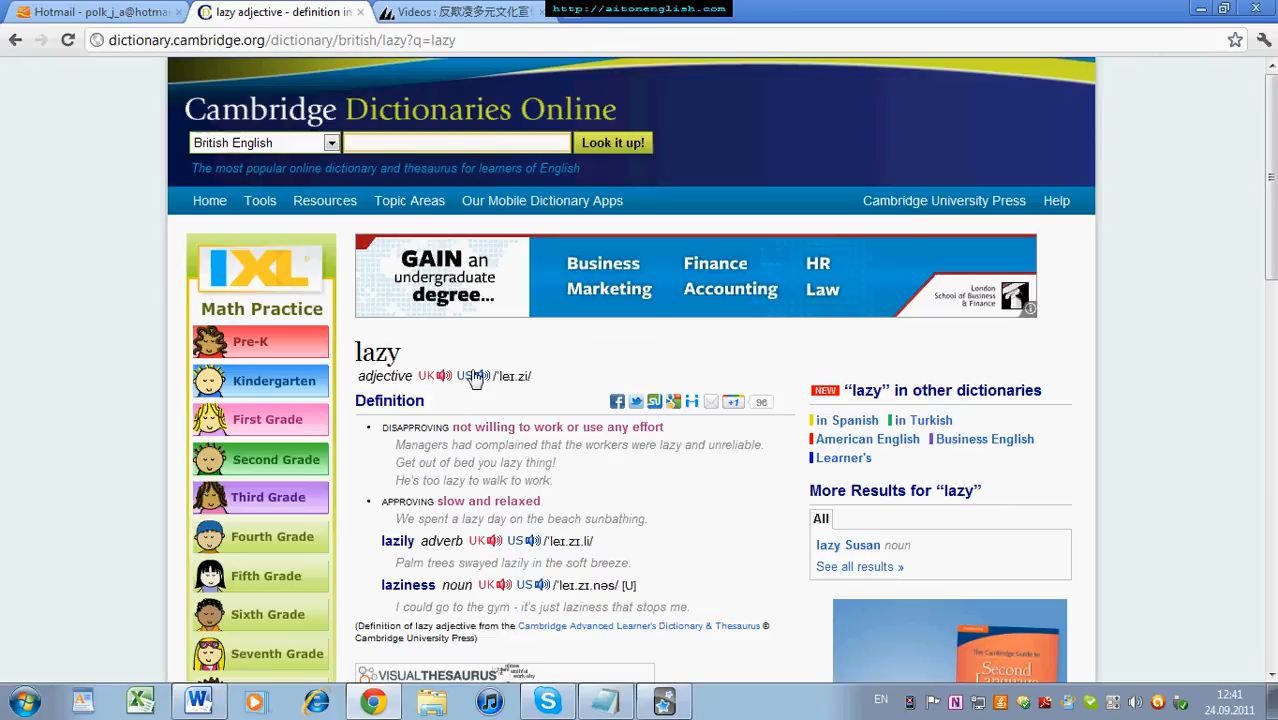 Hotmail - polk_j_a@hotma
lazy adjective - definition in
Videos : 反欺凌多元文化宣
http://aitonenglish.com
dictionary.cambridge.org/dictionary/british/lazy?q=lazy
Cambridge Dictionaries Online
British English
Look it up!
The most popular online dictionary and thesaurus for learners of English
Home Tools Resources Topic Areas Our Mobile Dictionary Apps Cambridge University Press Help
IXL
Math Practice
Pre-K
Kindergarten
First Grade
Second Grade
Third Grade
Fourth Grade
Fifth Grade
Sixth Grade
Seventh Grade
GAIN an
undergraduate
degree...
Business Finance HR
Marketing Accounting Law
London
School of Business
& Finance
lazy
adjective UK US /ˈleɪ.zi/
Definition
+1 96
DISAPPROVING not willing to work or use any effort
Managers had complained that the workers were lazy and unreliable.
Get out of bed you lazy thing!
He's too lazy to walk to work.
APPROVING slow and relaxed
We spent a lazy day on the beach sunbathing.
lazily adverb UK US /ˈleɪ.zɪ.li/
Palm trees swayed lazily in the soft breeze.
laziness noun UK US /ˈleɪ.zɪ.nəs/ [U]
I could go to the gym - it's just laziness that stops me.
(Definition of lazy adjective from the Cambridge Advanced Learner's Dictionary & Thesaurus ©
Cambridge University Press)
VISUALTHESAURUS
NEW "lazy" in other dictionaries
in Spanish in Turkish
American English Business English
Learner's
More Results for "lazy"
All
lazy Susan noun
See all results »
The Cambridge Guide to
Second
EN
12:41
24.09.2011